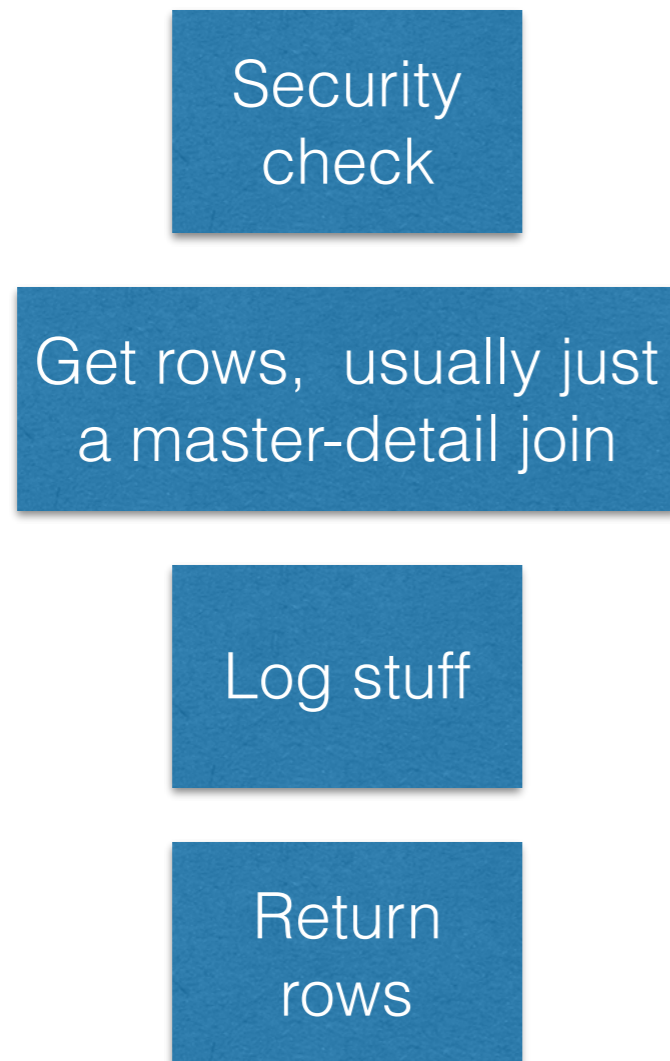 Security
check
Get rows,  usually just
a master-detail join
Log stuff
Return
rows